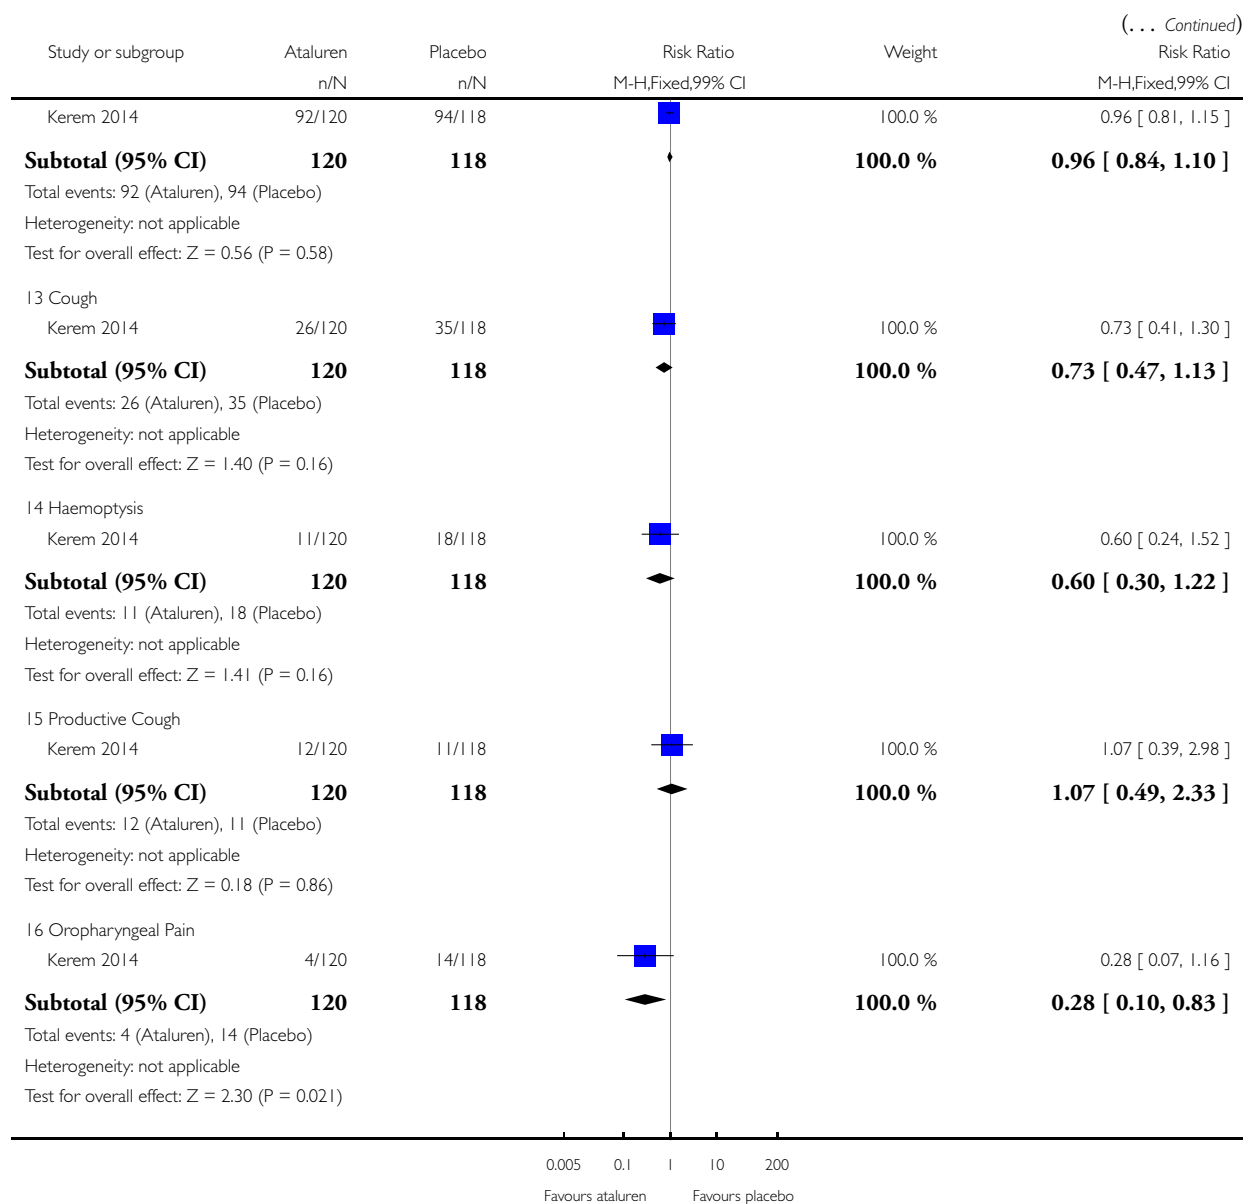 (... Continued)
Study or subgroup Ataluren Placebo Risk Ratio Weight Risk Ratio
n/N n/N M-H,Fixed,99% CI M-H,Fixed,99% CI
Kerem 2014 92/120 94/118 100.0 % 0.96 [ 0.81, 1.15 ]
Subtotal (95% CI) 120 118 100.0 % 0.96 [ 0.84, 1.10 ]
Total events: 92 (Ataluren), 94 (Placebo)
Heterogeneity: not applicable
Test for overall effect: Z = 0.56 (P = 0.58)
13 Cough
Kerem 2014 26/120 35/118 100.0 % 0.73 [ 0.41, 1.30 ]
Subtotal (95% CI) 120 118 100.0 % 0.73 [ 0.47, 1.13 ]
Total events: 26 (Ataluren), 35 (Placebo)
Heterogeneity: not applicable
Test for overall effect: Z = 1.40 (P = 0.16)
14 Haemoptysis
Kerem 2014 11/120 18/118 100.0 % 0.60 [ 0.24, 1.52 ]
Subtotal (95% CI) 120 118 100.0 % 0.60 [ 0.30, 1.22 ]
Total events: 11 (Ataluren), 18 (Placebo)
Heterogeneity: not applicable
Test for overall effect: Z = 1.41 (P = 0.16)
15 Productive Cough
Kerem 2014 12/120 11/118 100.0 % 1.07 [ 0.39, 2.98 ]
Subtotal (95% CI) 120 118 100.0 % 1.07 [ 0.49, 2.33 ]
Total events: 12 (Ataluren), 11 (Placebo)
Heterogeneity: not applicable
Test for overall effect: Z = 0.18 (P = 0.86)
16 Oropharyngeal Pain
Kerem 2014 4/120 14/118 100.0 % 0.28 [ 0.07, 1.16 ]
Subtotal (95% CI) 120 118 100.0 % 0.28 [ 0.10, 0.83 ]
Total events: 4 (Ataluren), 14 (Placebo)
Heterogeneity: not applicable
Test for overall effect: Z = 2.30 (P = 0.021)
0.005 0.1 1 10 200
Favours ataluren Favours placebo